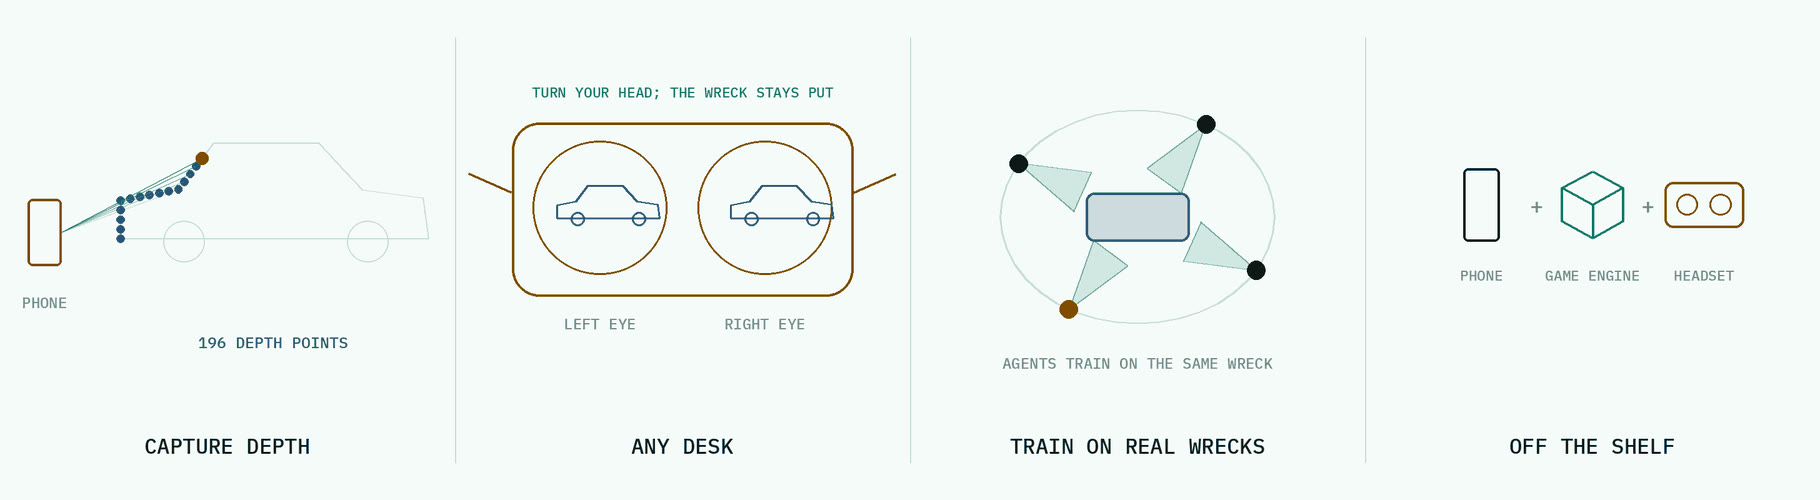 PHONE
196 DEPTH POINTS
CAPTURE DEPTH
TURN YOUR HEAD; THE WRECK STAYS PUT
LEFT EYE
RIGHT EYE
ANY DESK
AGENTS TRAIN ON THE SAME WRECK
TRAIN ON REAL WRECKS
+
+
PHONE
GAME ENGINE
HEADSET
OFF THE SHELF